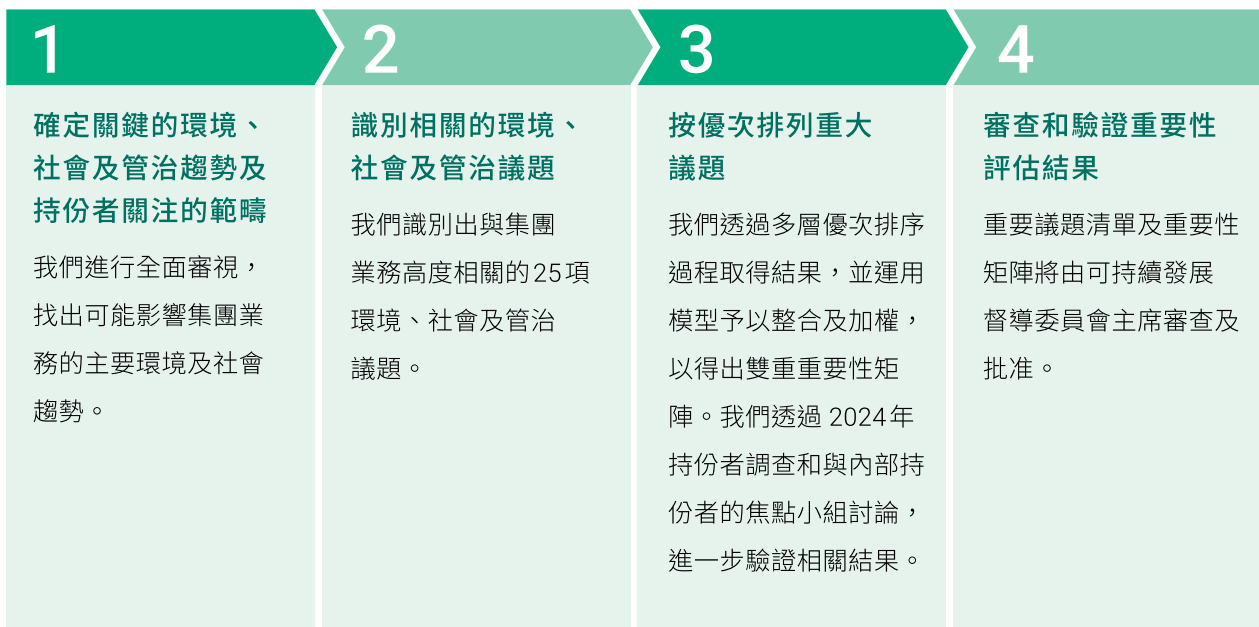 1
確定關鍵的環境、
社會及管治趨勢及
持份者關注的範疇
我們進行全面審視，
找出可能影響集團業
務的主要環境及社會
趨勢。
2
識別相關的環境、
社會及管治議題
我們識別出與集團
業務高度相關的25項
環境、社會及管治
議題。
3
按優次排列重大
議題
我們透過多層優次排序
過程取得結果，並運用
模型予以整合及加權，
以得出雙重重要性矩
陣。我們透過 2024年
持份者調查和與內部持
份者的焦點小組討論，
進一步驗證相關結果。
4
審查和驗證重要性
評估結果
重要議題清單及重要性
矩陣將由可持續發展
督導委員會主席審查及
批准。